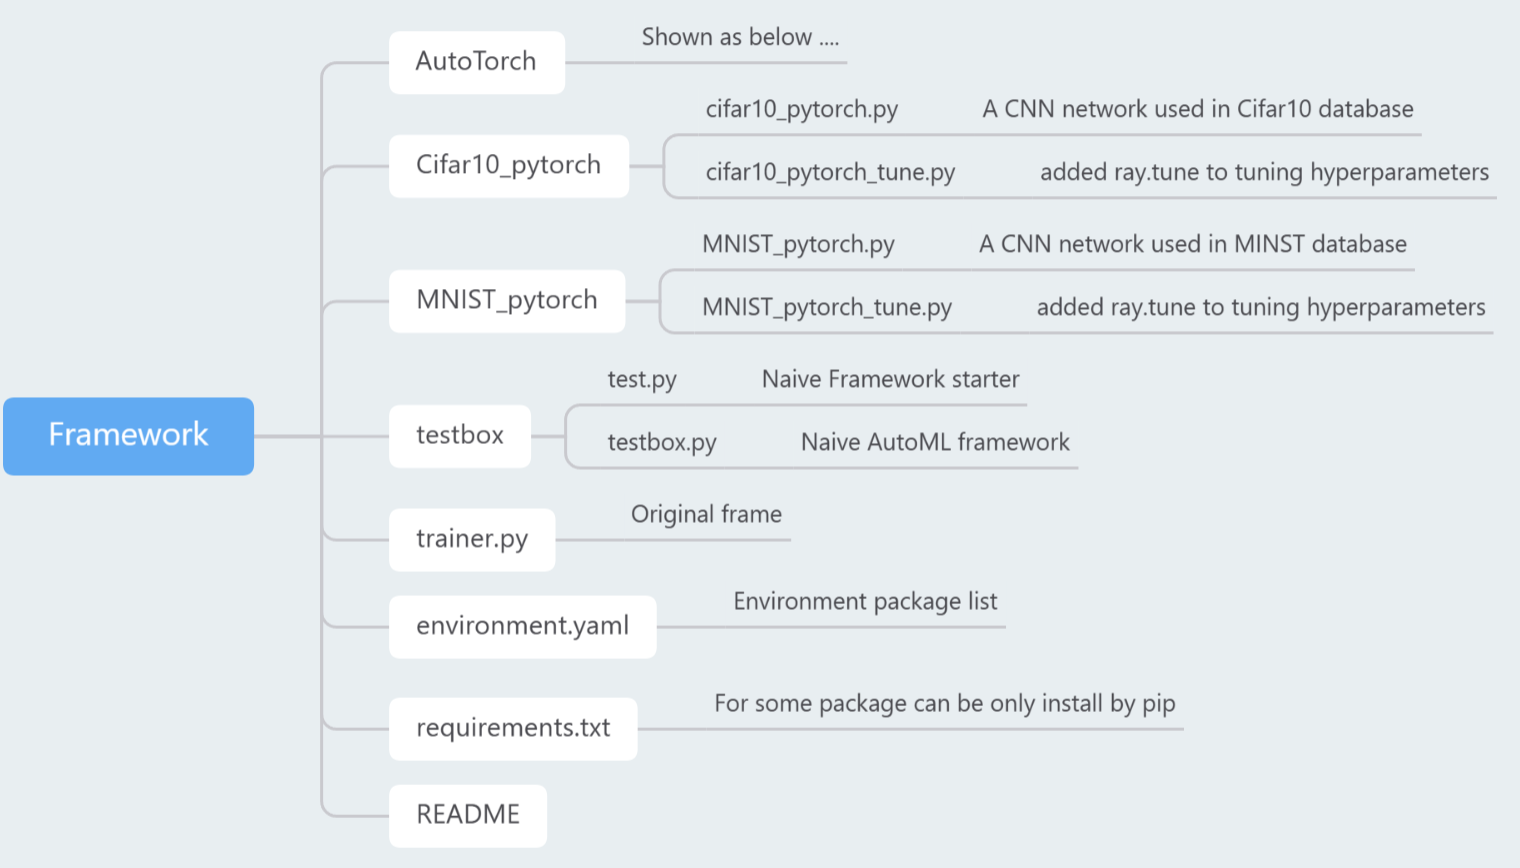 Framework
AutoTorch
Shown as below ....
Cifar10_pytorch
cifar10_pytorch.py
A CNN network used in Cifar10 database
cifar10_pytorch_tune.py
added ray.tune to tuning hyperparameters
MNIST_pytorch
MNIST_pytorch.py
A CNN network used in MINST database
MNIST_pytorch_tune.py
added ray.tune to tuning hyperparameters
testbox
test.py
Naive Framework starter
testbox.py
Naive AutoML framework
trainer.py
Original frame
environment.yaml
Environment package list
requirements.txt
For some package can be only install by pip
README